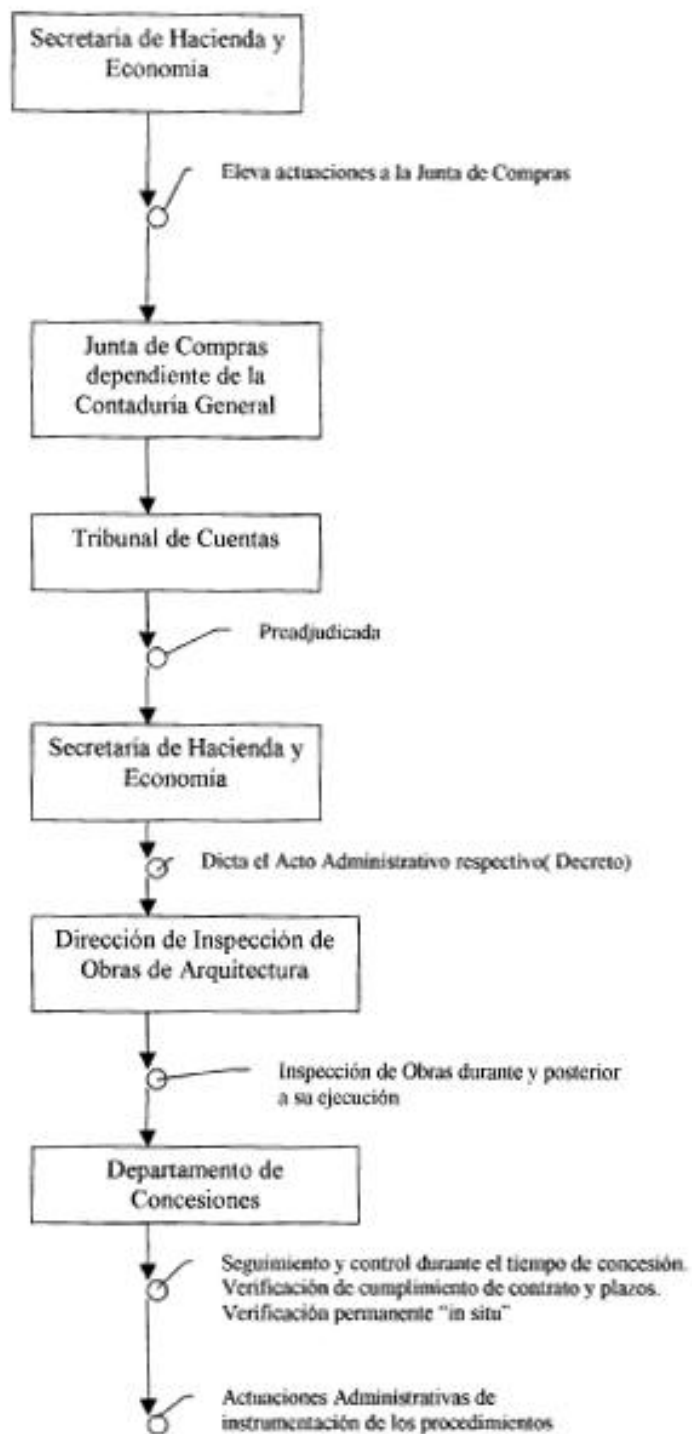 Secretaría de Hacienda y
Economía
Eleva actuaciones a la Junta de Compras
Junta de Compras
dependiente de la
Contaduría General
Tribunal de Cuentas
Preadjudicada
Secretaría de Hacienda y
Economía
Dicta el Acto Administrativo respectivo( Decreto)
Dirección de Inspección de
Obras de Arquitectura
Inspección de Obras durante y posterior
a su ejecución
Departamento de
Concesiones
Seguimiento y control durante el tiempo de concesión.
Verificación de cumplimiento de contrato y plazos.
Verificación permanente "in situ"
Actuaciones Administrativas de
instrumentación de los procedimientos